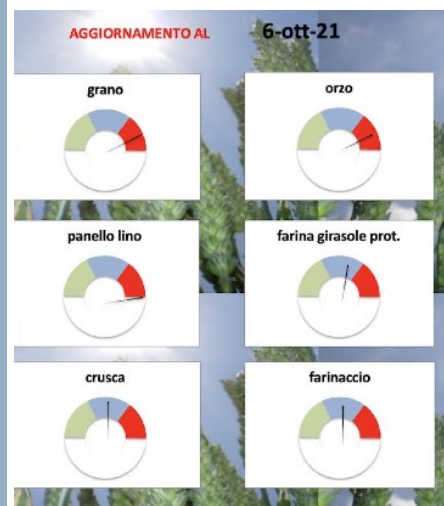 AGGIORNAMENTO AL 6-ott-21
grano orzo
panello lino farina girasole prot.
crusca farinaccio